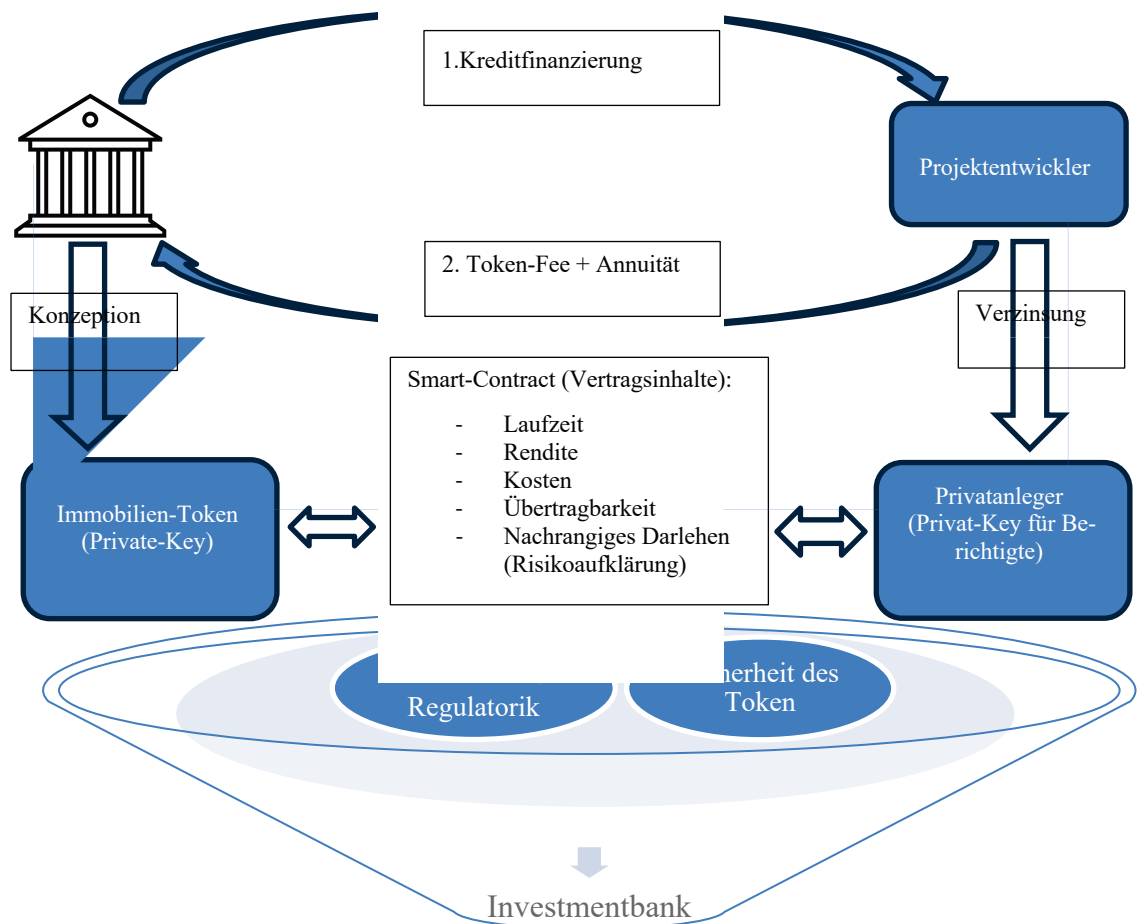 1.Kreditfinanzierung
Projektentwickler
2. Token-Fee + Annuität
Konzeption
Verzinsung
Smart-Contract (Vertragsinhalte):
- Laufzeit
- Rendite
- Kosten
- Übertragbarkeit
- Nachrangiges Darlehen
(Risikoaufklärung)
Immobilien-Token
(Private-Key)
Privatanleger
(Privat-Key für Be-
richtigte)
Regulatorik
des
Token
Investmentbank